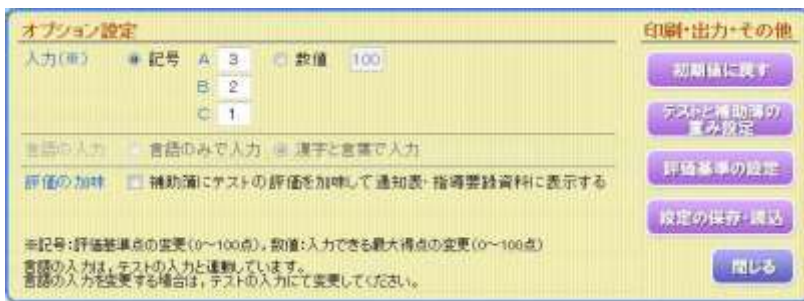 オプション設定
入力(※) 記号 A 3 数値 100
B 2
C 1
言語の入力 言語のみで入力 漢字と言葉で入力
評価の加味 補助簿にテストの評価を加味して通知表・指導要録資料に表示する
※記号:評価基準点の変更(0~100点)，数値:入力できる最大得点の変更(0~100点)
言語の入力は，テストの入力と連動しています。
言語の入力を変更する場合は，テストの入力にて変更してください。
印刷・出力・その他
初期値に戻す
テストと補助簿の
重み設定
評価基準の設定
設定の保存・読込
閉じる